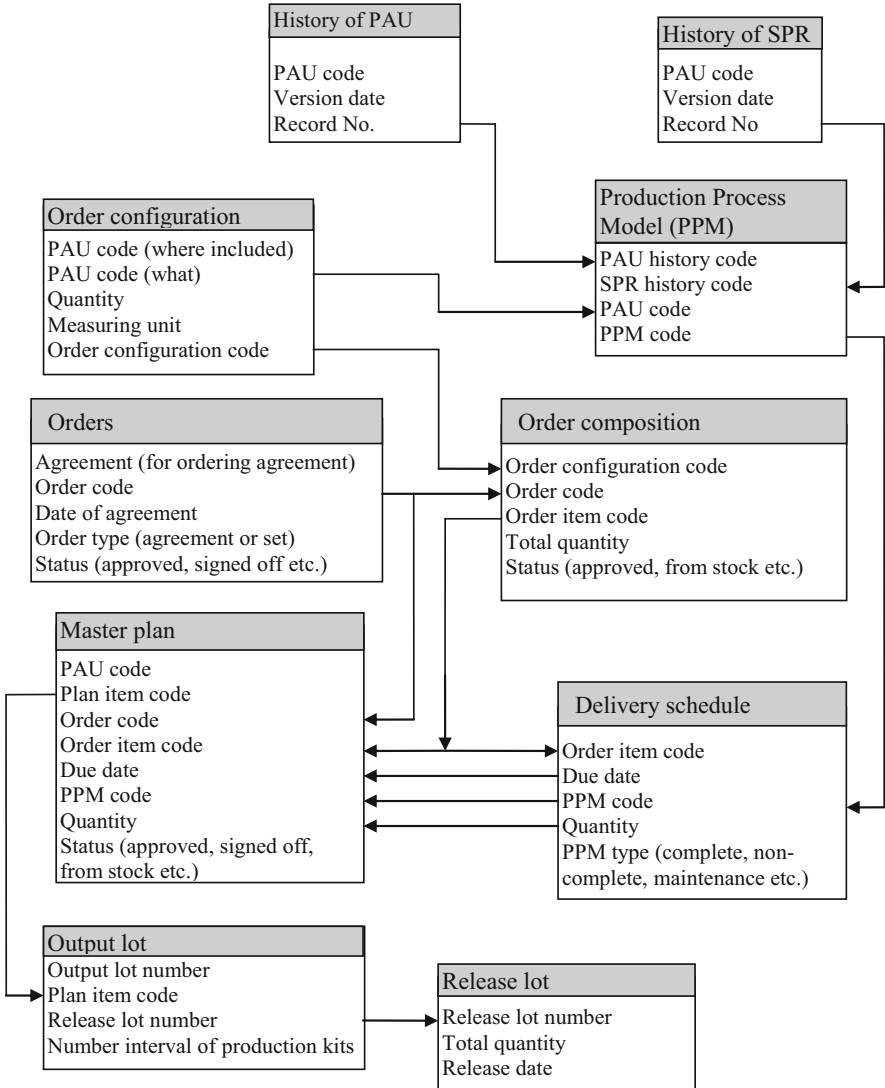 History of PAU
PAU code
Version date
Record No.
History of SPR
PAU code
Version date
Record No
Production Process
Model (PPM)
PAU history code
SPR history code
PAU code
PPM code
Order configuration
PAU code (where included)
PAU code (what)
Quantity
Measuring unit
Order configuration code
Orders
Agreement (for ordering agreement)
Order code
Date of agreement
Order type (agreement or set)
Status (approved, signed off etc.)
Order composition
Order configuration code
Order code
Order item code
Total quantity
Status (approved, from stock etc.)
Master plan
PAU code
Plan item code
Order code
Order item code
Due date
PPM code
Quantity
Status (approved, signed off,
from stock etc.)
Delivery schedule
Order item code
Due date
PPM code
Quantity
PPM type (complete, non-
complete, maintenance etc.)
Output lot
Output lot number
Plan item code
Release lot number
Number interval of production kits
Release lot
Release lot number
Total quantity
Release date